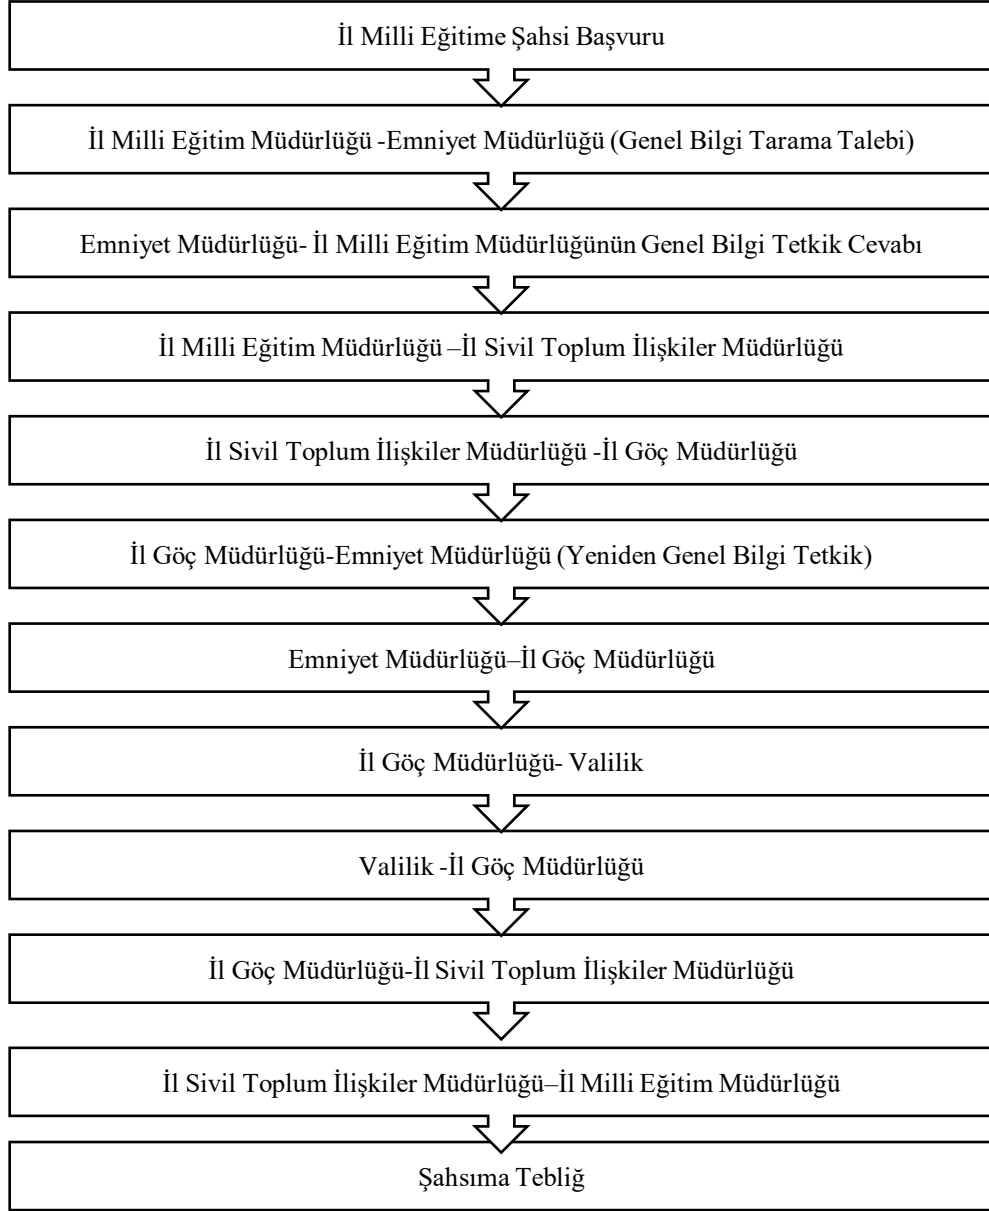 İl Milli Eğitime Şahsi Başvuru
İl Milli Eğitim Müdürlüğü -Emniyet Müdürlüğü (Genel Bilgi Tarama Talebi)
Emniyet Müdürlüğü- İl Milli Eğitim Müdürlüğünün Genel Bilgi Tetkik Cevabı
İl Milli Eğitim Müdürlüğü –İl Sivil Toplum İlişkiler Müdürlüğü
İl Sivil Toplum İlişkiler Müdürlüğü -İl Göç Müdürlüğü
İl Göç Müdürlüğü-Emniyet Müdürlüğü (Yeniden Genel Bilgi Tetkik)
Emniyet Müdürlüğü–İl Göç Müdürlüğü
İl Göç Müdürlüğü- Valilik
Valilik -İl Göç Müdürlüğü
İl Göç Müdürlüğü-İl Sivil Toplum İlişkiler Müdürlüğü
İl Sivil Toplum İlişkiler Müdürlüğü–İl Milli Eğitim Müdürlüğü
Şahsıma Tebliğ